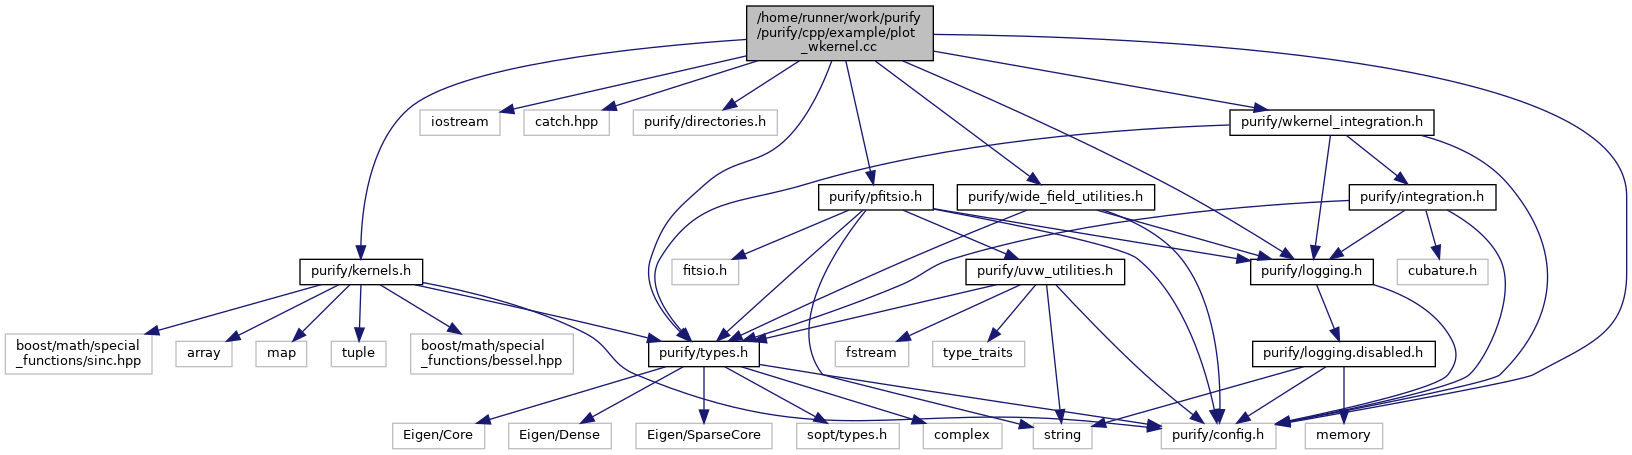 /home/runner/work/purify
/purify/cpp/example/plot
_wkernel.cc
iostream
catch.hpp
purify/directories.h
purify/wkernel_integration.h
purify/pfitsio.h
purify/wide_field_utilities.h
purify/integration.h
purify/kernels.h
fitsio.h
purify/uvw_utilities.h
purify/logging.h
cubature.h
boost/math/special
_functions/sinc.hpp
array
map
tuple
boost/math/special
_functions/bessel.hpp
purify/types.h
fstream
type_traits
purify/logging.disabled.h
Eigen/Core
Eigen/Dense
Eigen/SparseCore
sopt/types.h
complex
string
purify/config.h
memory